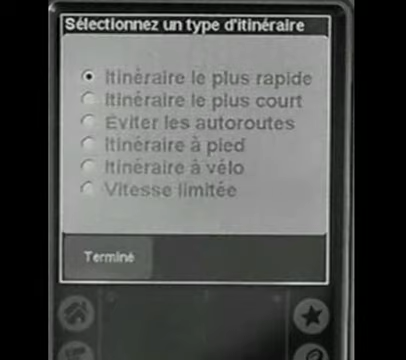 Sélectionnez un type d'itinéraire
Itinéraire le plus rapide
Itinéraire le plus court
Éviter les autoroutes
Itinéraire à pied
Itinéraire à vélo
Vitesse limitée
Terminé